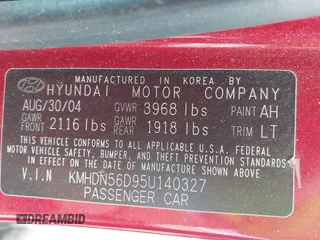 MANUFACTURED IN KOREA BY
HYUNDAI MOTOR COMPANY
AUG/30/04 GVWR 3968 lbs PAINT AH
GAWR FRONT 2116 lbs GAWR REAR 1918 lbs TRIM LT
THIS VEHICLE CONFORMS TO ALL APPLICABLE U.S. FEDERAL
MOTOR VEHICLE SAFETY, BUMPER, AND THEFT PREVENTION
STANDARDS IN EFFECT ON THE DATE OF MANUFACTURE
SHOWN ABOVE.
V.I.N KMHDN56D95U140327
PASSENGER CAR
DREAMBID